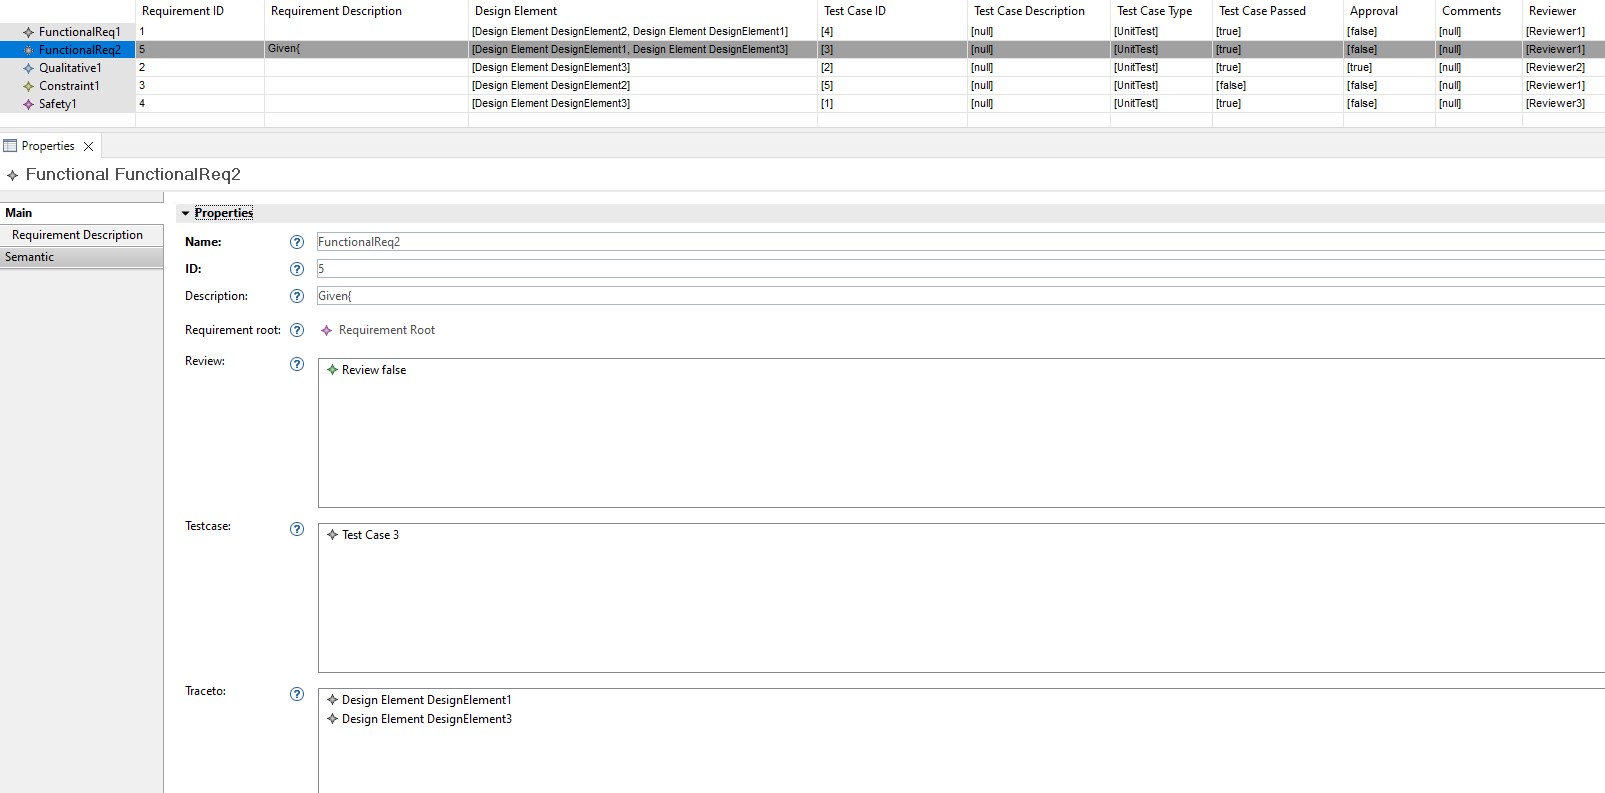 Requirement ID Requirement Description Design Element Test Case ID Test Case Description Test Case Type Test Case Passed Approval Comments Reviewer
FunctionalReq1 1 [Design Element DesignElement2, Design Element DesignElement1] [4] [null] [UnitTest] [true] [false] [null] [Reviewer1]
FunctionalReq2 5 Given{ [Design Element DesignElement1, Design Element DesignElement3] [3] [null] [UnitTest] [true] [false] [null] [Reviewer1]
Qualitative1 2 [Design Element DesignElement3] [2] [null] [UnitTest] [true] [true] [null] [Reviewer2]
Constraint1 3 [Design Element DesignElement2] [5] [null] [UnitTest] [false] [false] [null] [Reviewer1]
Safety1 4 [Design Element DesignElement3] [1] [null] [UnitTest] [true] [false] [null] [Reviewer3]
Properties
Functional FunctionalReq2
Main
Requirement Description
Semantic
Properties
Name: ? FunctionalReq2
ID: ? 5
Description: ? Given{
Requirement root: ? Requirement Root
Review: ? Review false
Testcase: ? Test Case 3
Traceto: ? Design Element DesignElement1
Design Element DesignElement3